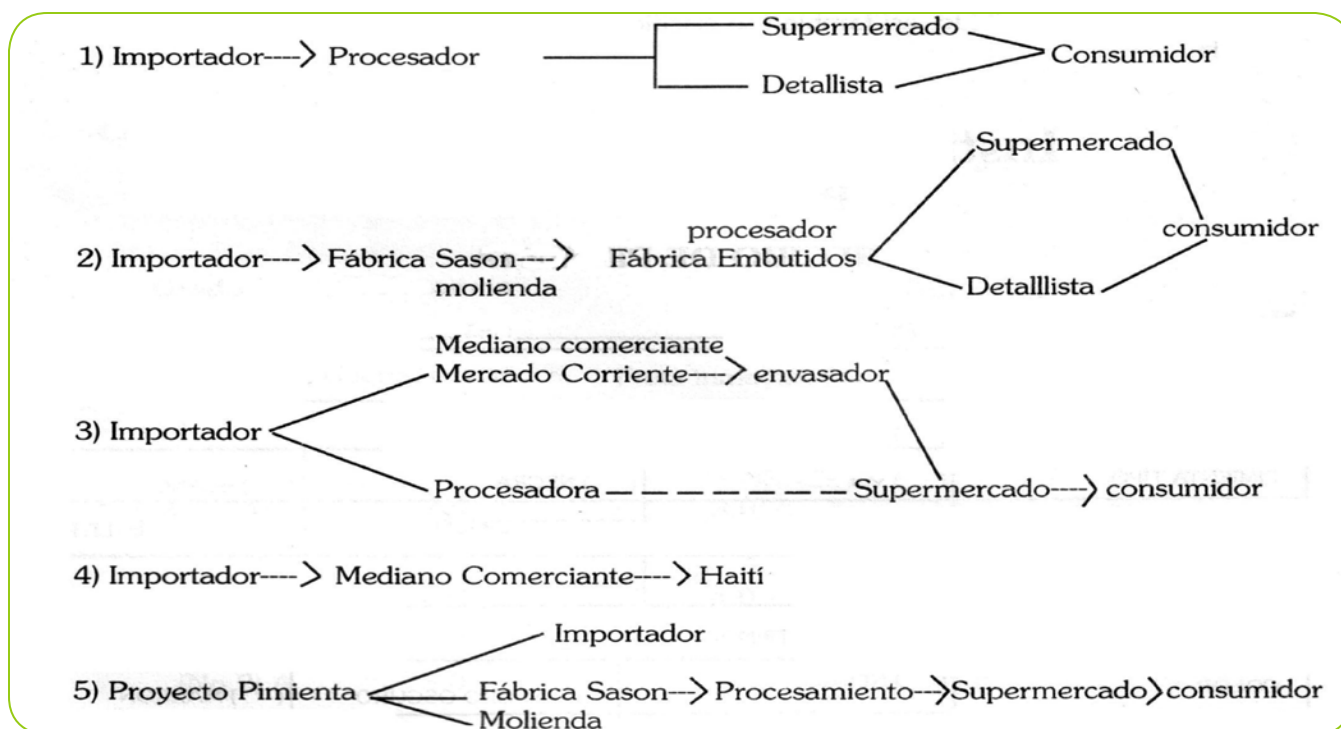 Supermercado
1) Importador----> Procesador Consumidor
Detallista
Supermercado
procesador consumidor
2) Importador----> Fábrica Sason----> Fábrica Embutidos
molienda Detalllista
Mediano comerciante
Mercado Corriente----> envasador
3) Importador
Procesadora — — — — — — — Supermercado----> consumidor
4) Importador----> Mediano Comerciante----> Haití
Importador
5) Proyecto Pimienta Fábrica Sason---> Procesamiento--->Supermercado> consumidor
Molienda